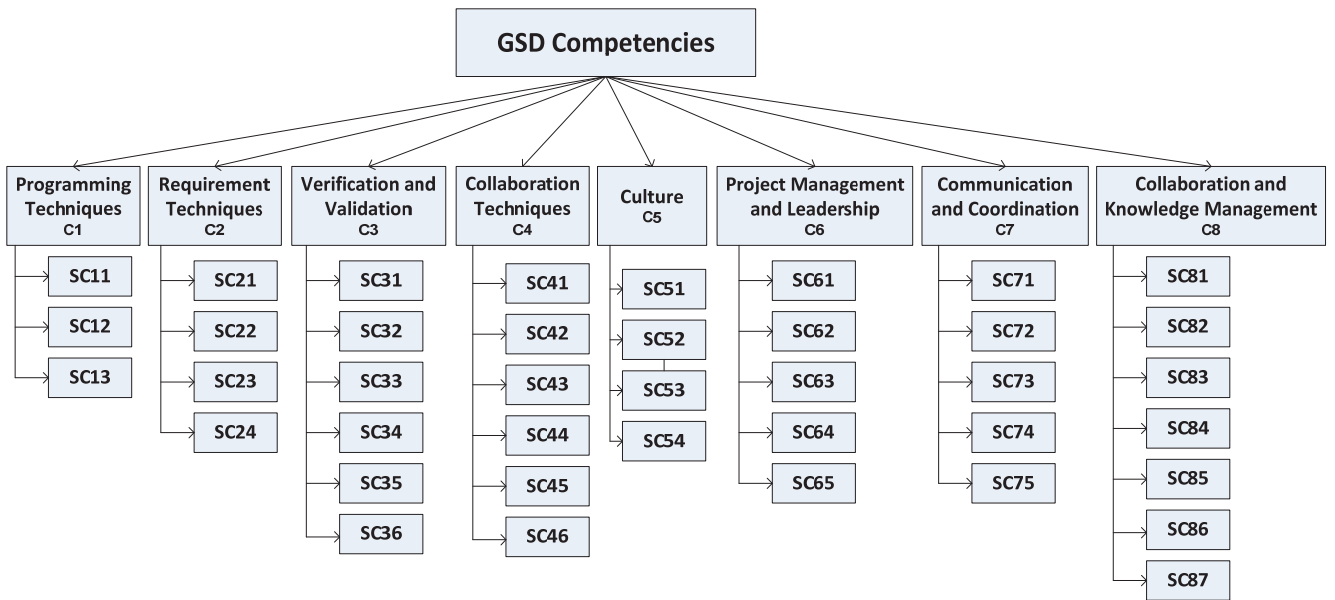 GSD Competencies
Programming
Techniques
C1
Requirement
Techniques
C2
Verification and
Validation
C3
Collaboration
Techniques
C4
Culture
C5
Project Management
and Leadership
C6
Communication
and Coordination
C7
Collaboration and
Knowledge Management
C8
SC11
SC12
SC13
SC21
SC22
SC23
SC24
SC31
SC32
SC33
SC34
SC35
SC36
SC41
SC42
SC43
SC44
SC45
SC46
SC51
SC52
SC53
SC54
SC61
SC62
SC63
SC64
SC65
SC71
SC72
SC73
SC74
SC75
SC81
SC82
SC83
SC84
SC85
SC86
SC87